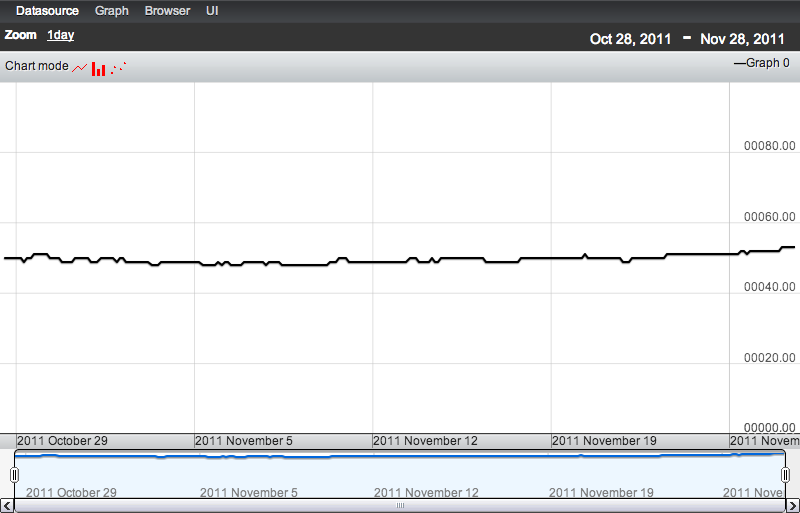 Datasource Graph Browser UI
Zoom 1day Oct 28, 2011 - Nov 28, 2011
Chart mode Graph 0
00080.00
00060.00
00040.00
00020.00
00000.00
2011 October 29 2011 November 5 2011 November 12 2011 November 19 2011 Novem
2011 October 29 2011 November 5 2011 November 12 2011 November 19 2011 Nove